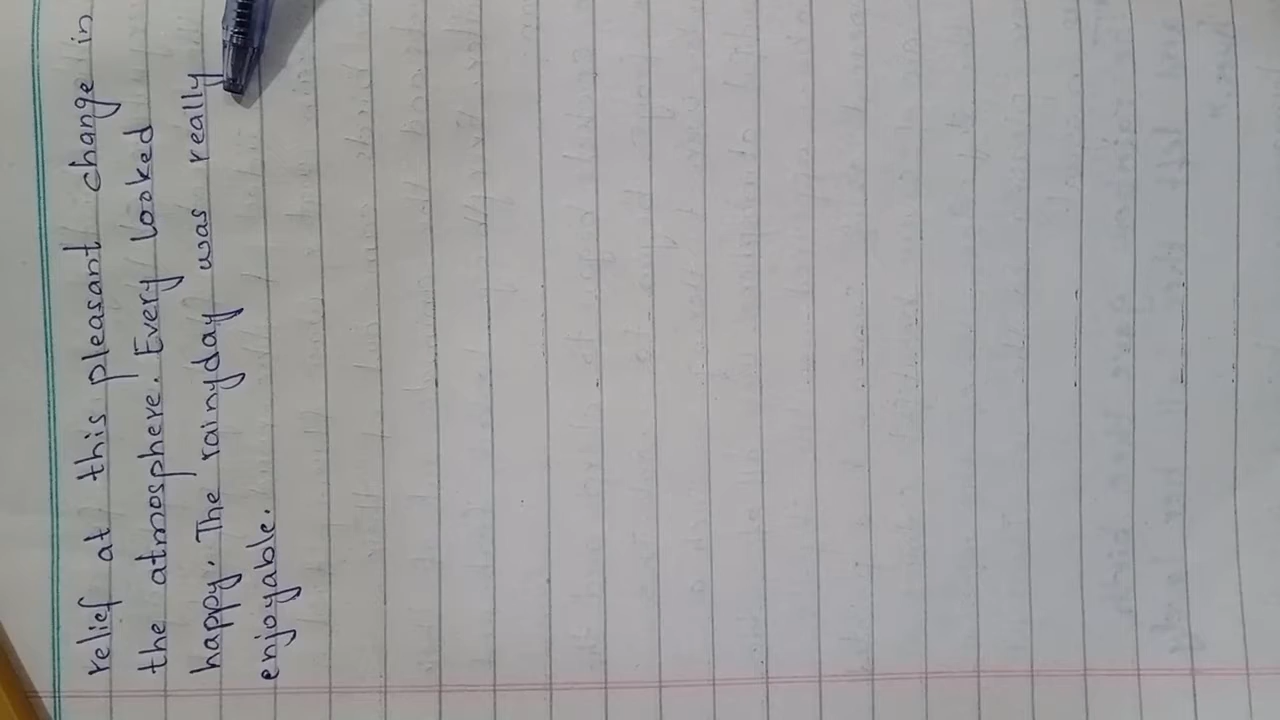 relief at this pleasant change in
the atmosphere. Every looked
happy. The rainyday was really
enjoyable.